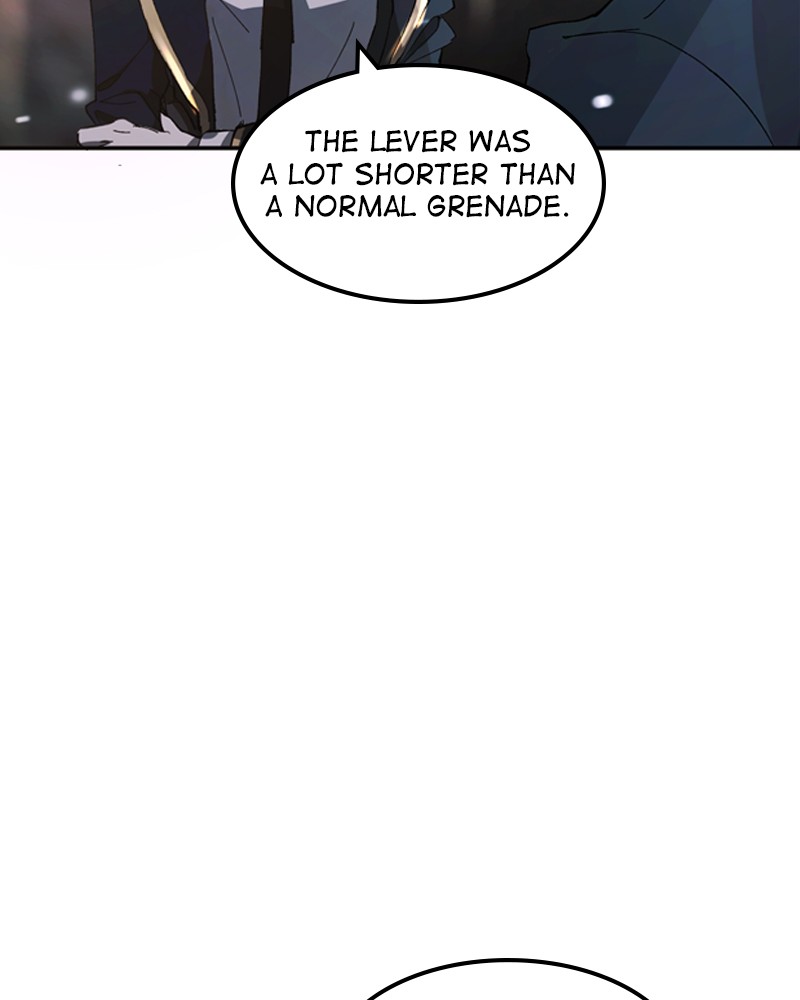 THE LEVER WAS
A LOT SHORTER THAN
A NORMAL GRENADE.